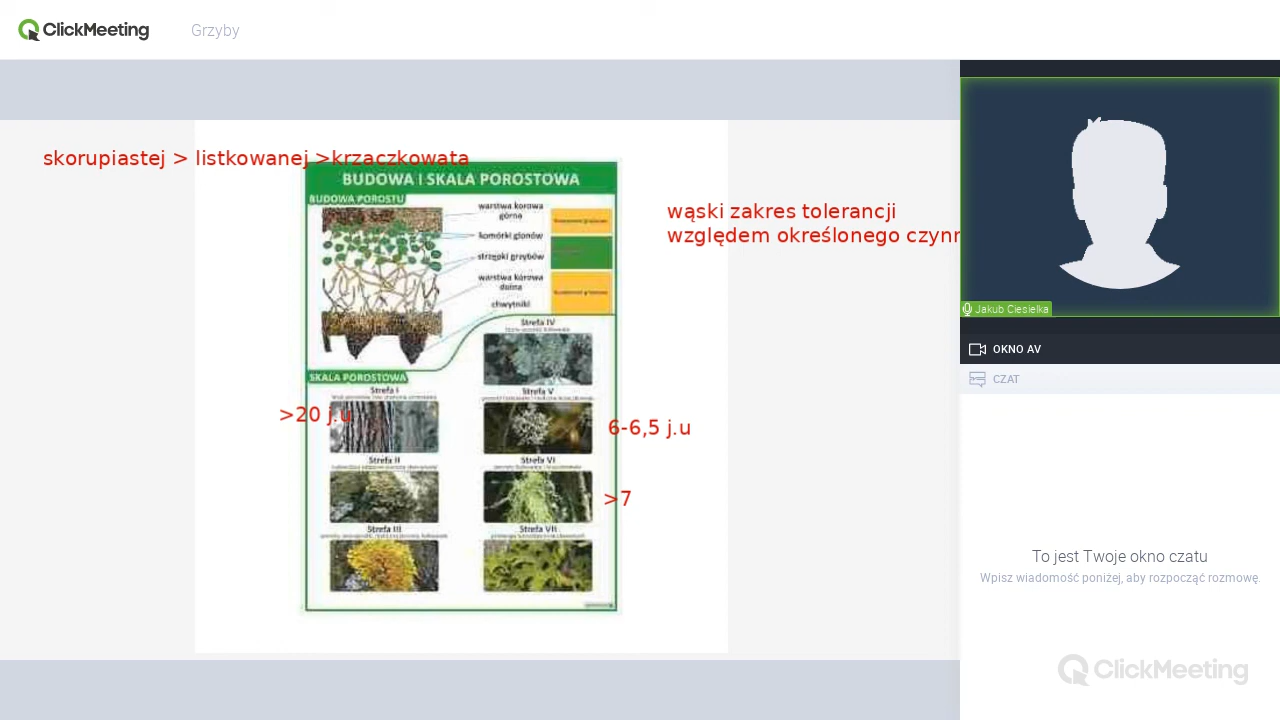 ClickMeeting
Grzyby
skorupiastej > listkowanej >krzaczkowata
BUDOWA I SKALA POROSTOWA
BUDOWA POROSTU
warstwa korowa
górna
komórki glonów
strzępki grzybów
warstwa korowa
dolna
chwytniki
wąski zakres tolerancji
względem określonego czynn
SKALA POROSTOWA
Strefa I
>20 j.u
Strefa II
Strefa III
Strefa IV
Strefa V
6-6,5 j.u
Strefa VI
>7
Strefa VII
Jakub Ciesielka
OKNO AV
CZAT
To jest Twoje okno czatu
Wpisz wiadomość poniżej, aby rozpocząć rozmowę.
ClickMeeting